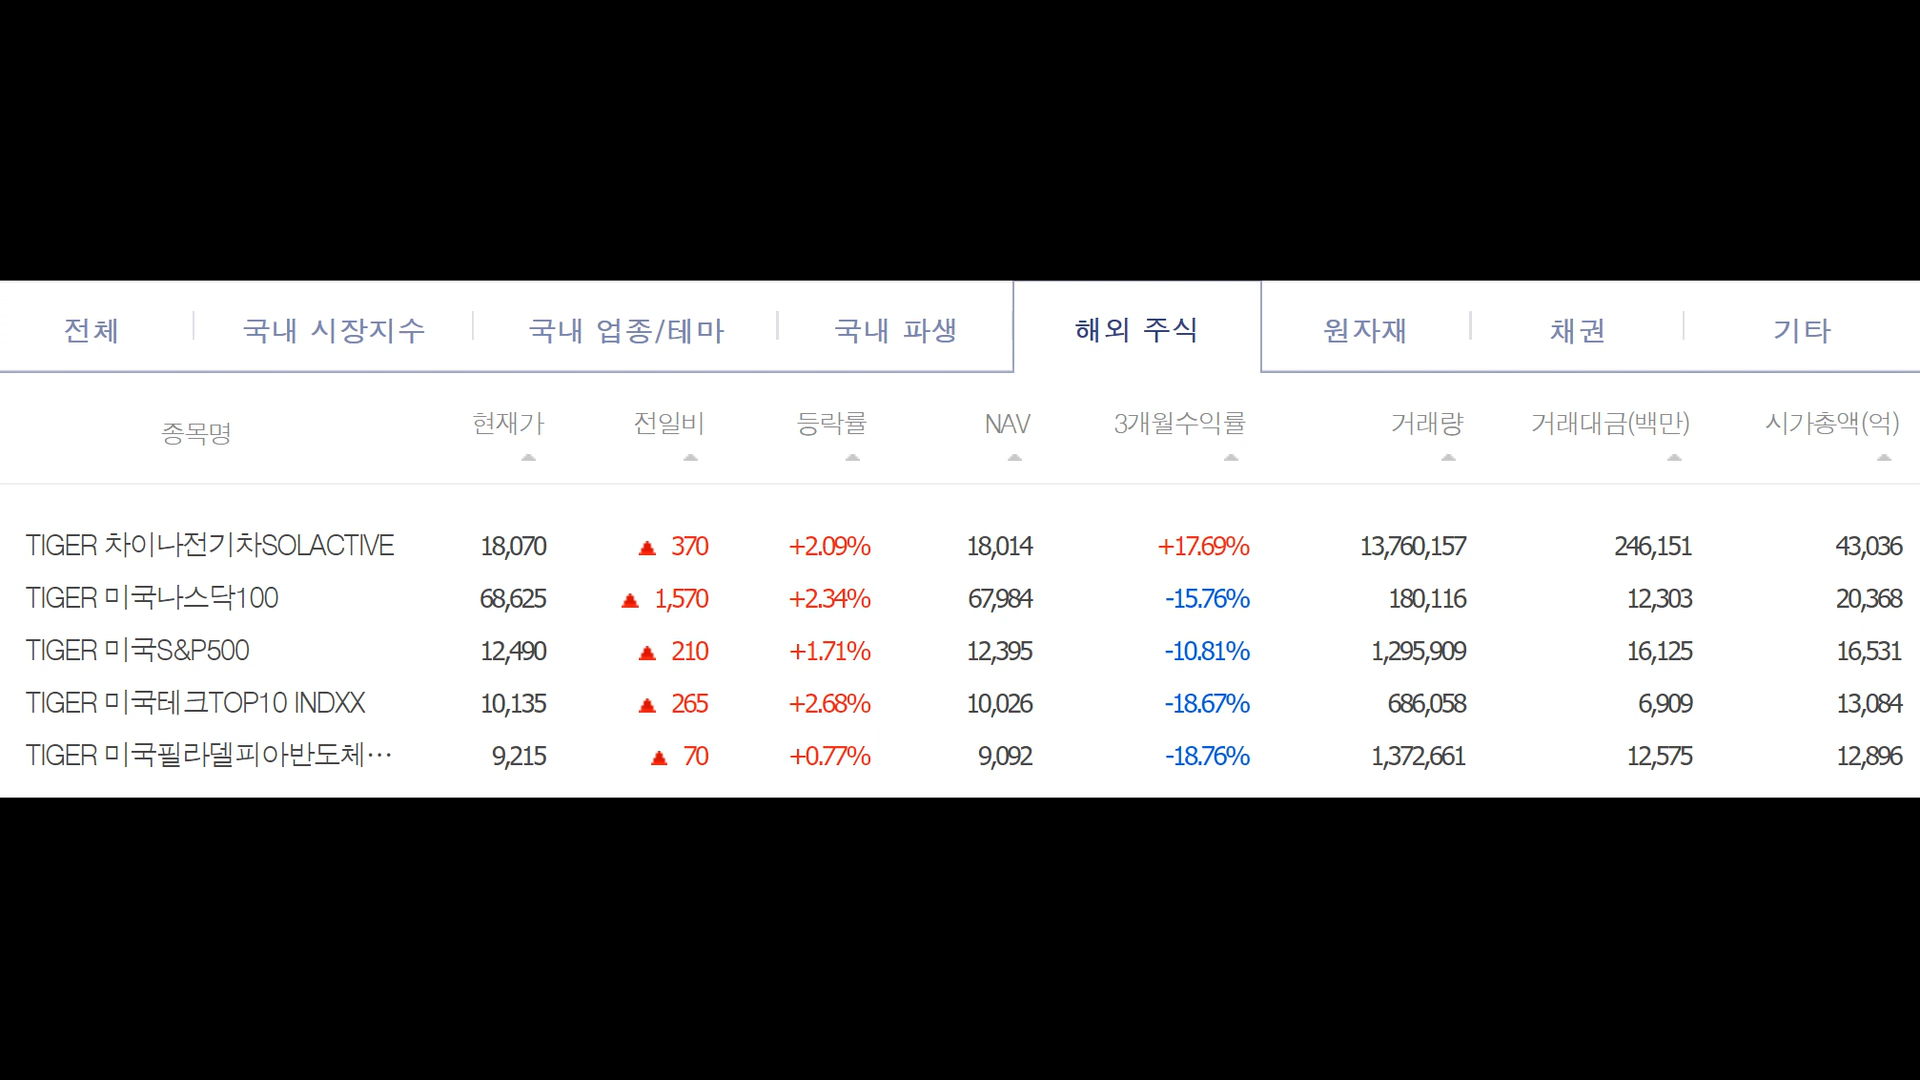 전체 국내 시장지수 국내 업종/테마 국내 파생 해외 주식 원자재 채권 기타
종목명 현재가 전일비 등락률 NAV 3개월수익률 거래량 거래대금(백만) 시가총액(억)
TIGER 차이나전기차SOLACTIVE 18,070 ▲ 370 +2.09% 18,014 +17.69% 13,760,157 246,151 43,036
TIGER 미국나스닥100 68,625 ▲ 1,570 +2.34% 67,984 -15.76% 180,116 12,303 20,368
TIGER 미국S&P500 12,490 ▲ 210 +1.71% 12,395 -10.81% 1,295,909 16,125 16,531
TIGER 미국테크TOP10 INDXX 10,135 ▲ 265 +2.68% 10,026 -18.67% 686,058 6,909 13,084
TIGER 미국필라델피아반도체… 9,215 ▲ 70 +0.77% 9,092 -18.76% 1,372,661 12,575 12,896